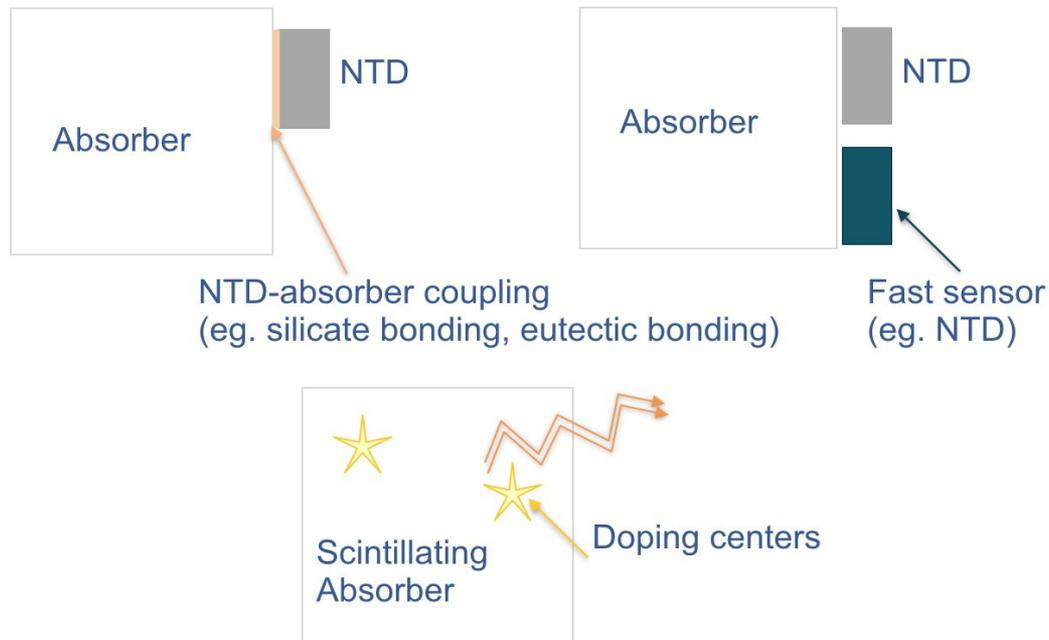 NTD
Absorber
NTD-absorber coupling
(eg. silicate bonding, eutectic bonding)
NTD
Absorber
Fast sensor
(eg. NTD)
Scintillating
Absorber
Doping centers